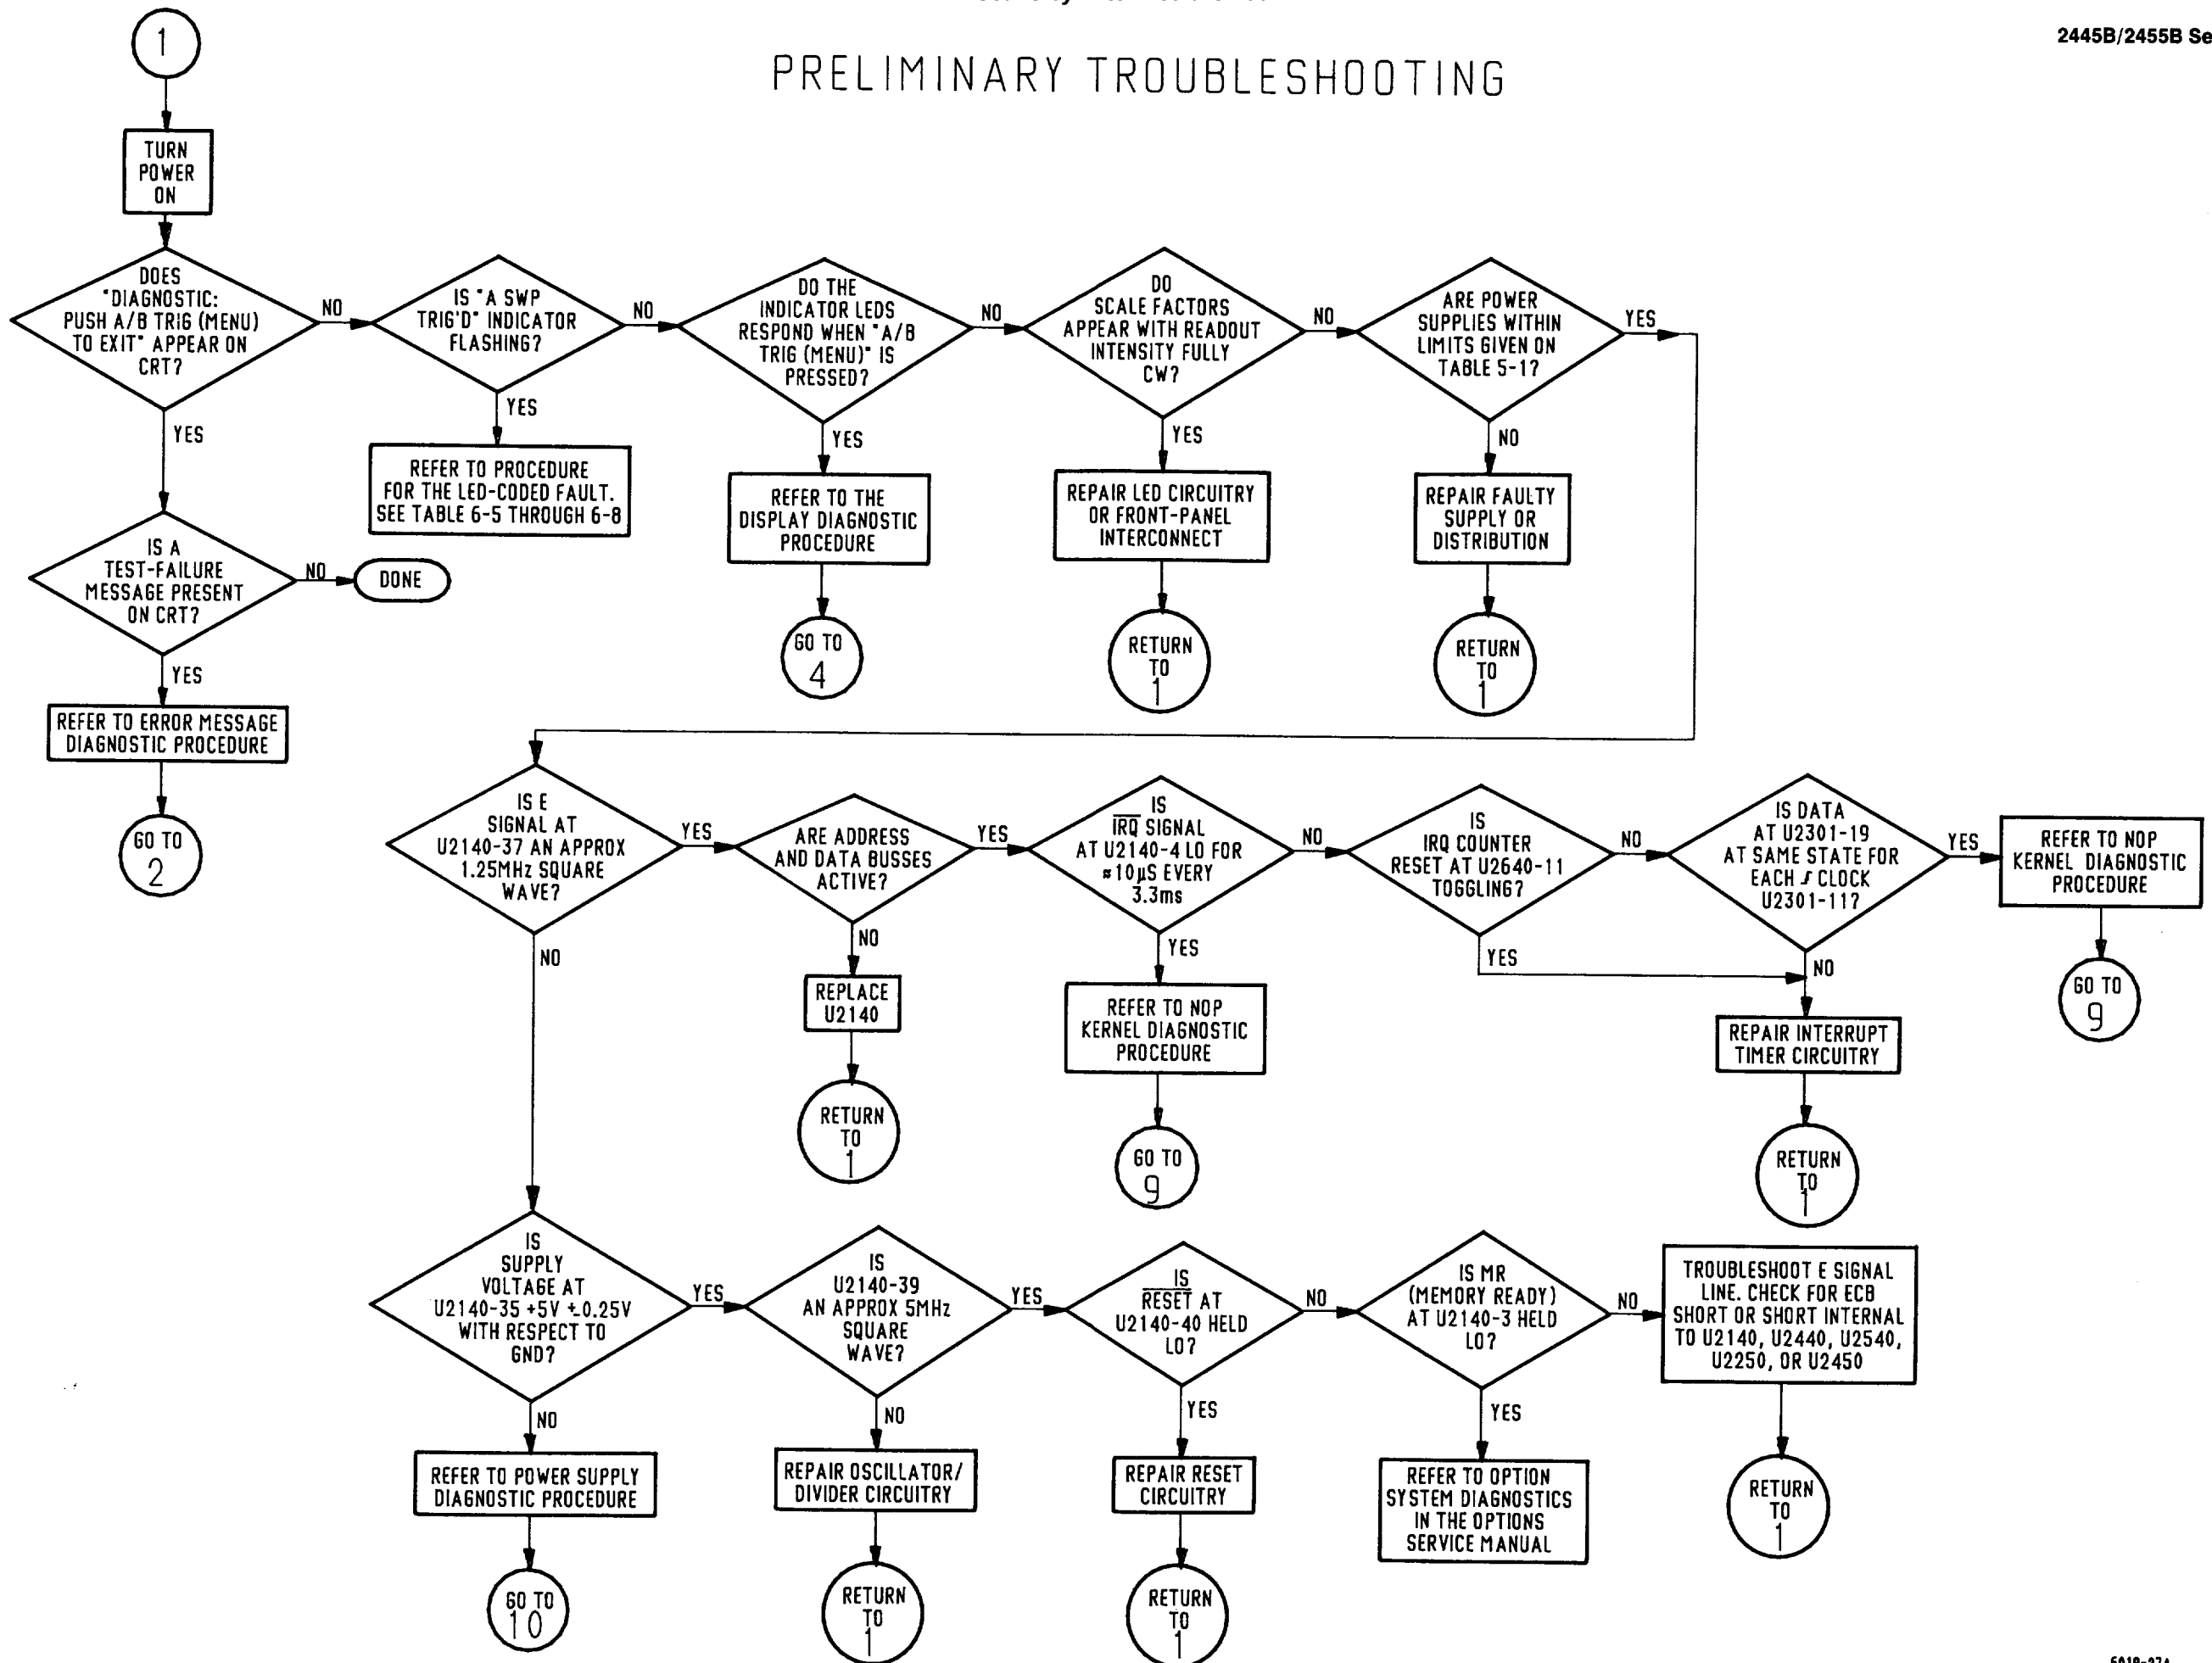 2445B/2455B Se
PRELIMINARY TROUBLESHOOTING
1
TURN
POWER
ON
DOES
"DIAGNOSTIC:
PUSH A/B TRIG (MENU)
TO EXIT" APPEAR ON
CRT?
NO
YES
IS "A SWP
TRIG'D" INDICATOR
FLASHING?
NO
YES
DO THE
INDICATOR LEDS
RESPOND WHEN "A/B
TRIG (MENU)" IS
PRESSED?
NO
YES
DO
SCALE FACTORS
APPEAR WITH READOUT
INTENSITY FULLY
CW?
NO
YES
ARE POWER
SUPPLIES WITHIN
LIMITS GIVEN ON
TABLE 5-1?
YES
NO
REFER TO PROCEDURE
FOR THE LED-CODED FAULT.
SEE TABLE 6-5 THROUGH 6-8
REFER TO THE
DISPLAY DIAGNOSTIC
PROCEDURE
REPAIR LED CIRCUITRY
OR FRONT-PANEL
INTERCONNECT
REPAIR FAULTY
SUPPLY OR
DISTRIBUTION
IS A
TEST-FAILURE
MESSAGE PRESENT
ON CRT?
NO
DONE
YES
GO TO
4
RETURN
TO
1
RETURN
TO
1
REFER TO ERROR MESSAGE
DIAGNOSTIC PROCEDURE
GO TO
2
IS E
SIGNAL AT
U2140-37 AN APPROX
1.25MHz SQUARE
WAVE?
YES
NO
ARE ADDRESS
AND DATA BUSSES
ACTIVE?
YES
NO
IS
IRQ SIGNAL
AT U2140-4 LO FOR
≈10µS EVERY
3.3ms
NO
YES
IS
IRQ COUNTER
RESET AT U2640-11
TOGGLING?
NO
YES
IS DATA
AT U2301-19
AT SAME STATE FOR
EACH ⨍ CLOCK
U2301-11?
YES
NO
REFER TO NOP
KERNEL DIAGNOSTIC
PROCEDURE
GO TO
9
REPLACE
U2140
RETURN
TO
1
REFER TO NOP
KERNEL DIAGNOSTIC
PROCEDURE
GO TO
9
REPAIR INTERRUPT
TIMER CIRCUITRY
RETURN
TO
1
IS
SUPPLY
VOLTAGE AT
U2140-35 +5V ±0.25V
WITH RESPECT TO
GND?
YES
NO
IS
U2140-39
AN APPROX 5MHz
SQUARE
WAVE?
YES
NO
IS
RESET AT
U2140-40 HELD
LO?
NO
YES
IS MR
(MEMORY READY)
AT U2140-3 HELD
LO?
NO
YES
TROUBLESHOOT E SIGNAL
LINE. CHECK FOR ECB
SHORT OR SHORT INTERNAL
TO U2140, U2440, U2540,
U2250, OR U2450
RETURN
TO
1
REFER TO POWER SUPPLY
DIAGNOSTIC PROCEDURE
GO TO
10
REPAIR OSCILLATOR/
DIVIDER CIRCUITRY
RETURN
TO
1
REPAIR RESET
CIRCUITRY
RETURN
TO
1
REFER TO OPTION
SYSTEM DIAGNOSTICS
IN THE OPTIONS
SERVICE MANUAL